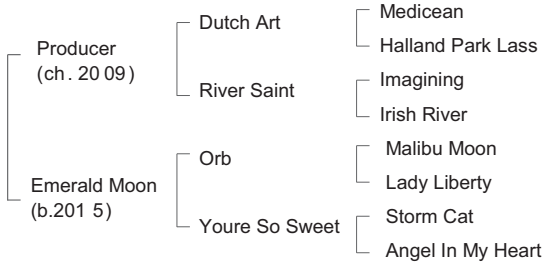 Medicean
Dutch Art
Halland Park Lass
Producer
(ch. 20 09)
Imagining
River Saint
Irish River
Malibu Moon
Orb
Lady Liberty
Emerald Moon
(b.201 5)
Storm Cat
Youre So Sweet
Angel In My Heart